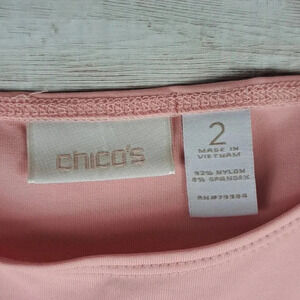 chico's
2
MADE IN
VIETNAM
92% NYLON
8% SPANDEX